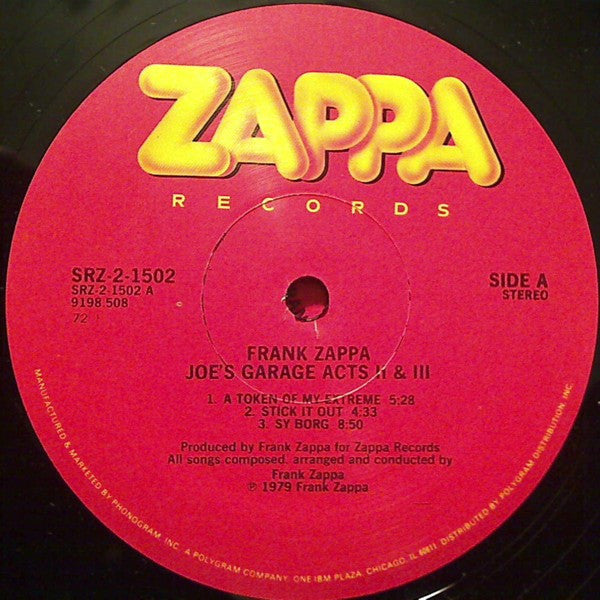 ZAPPA
RECORDS
SRZ-2-1502
SRZ-2-1502 A
9198 508
72
SIDE A
STEREO
FRANK ZAPPA
JOE'S GARAGE ACTS II & III
1. A TOKEN OF MY EXTREME 5:28
2. STICK IT OUT 4:33
3. SY BORG 8:50
Produced by Frank Zappa for Zappa Records
All songs composed, arranged and conducted by
Frank Zappa
℗ 1979 Frank Zappa
MANUFACTURED & MARKETED BY PHONOGRAM, INC. A POLYGRAM COMPANY, ONE IBM PLAZA, CHICAGO, IL 60611. DISTRIBUTED BY POLYGRAM DISTRIBUTION, INC.